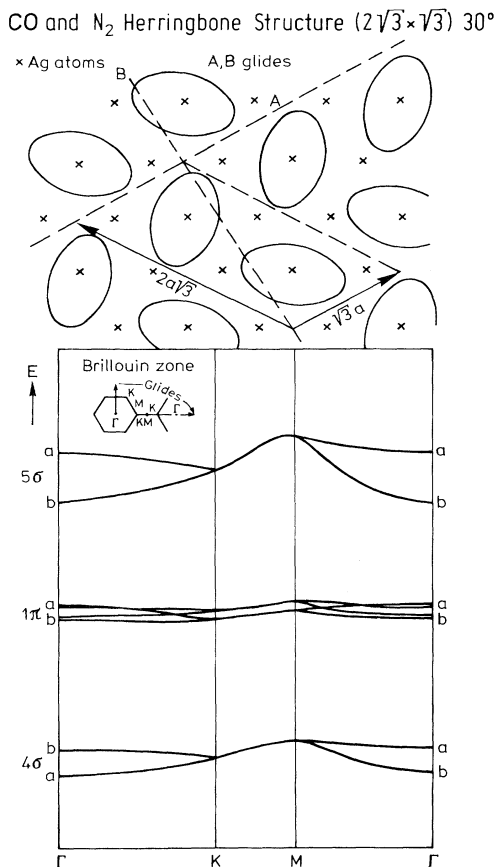 CO and N₂ Herringbone Structure (2√3×√3) 30°
× Ag atoms
B
A,B glides
A
2a√3
√3 a
E
Brillouin zone
Glides
K
M
K
Γ
Γ
KM
a
a
5σ
b
b
a
a
1π
b
b
b
a
4σ
a
b
Γ
K
M
Γ